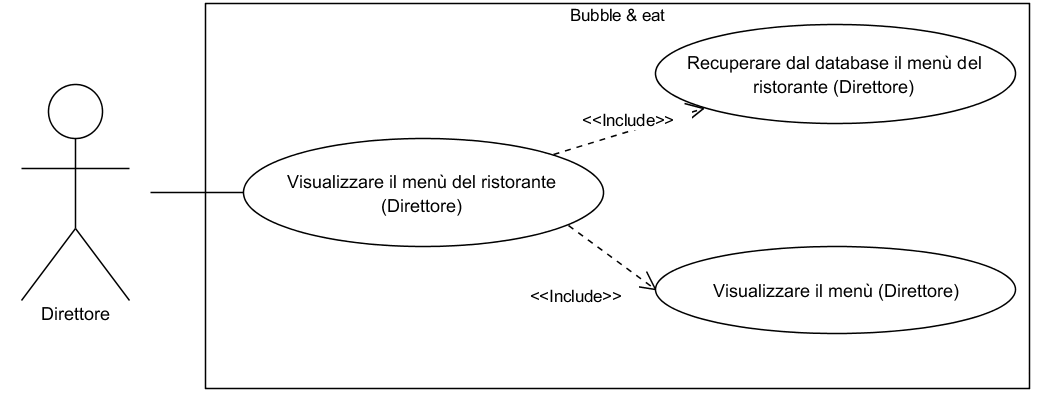 Bubble & eat
Recuperare dal database il menù del
ristorante (Direttore)
<<Include>>
Visualizzare il menù del ristorante
(Direttore)
<<Include>>
Visualizzare il menù (Direttore)
Direttore